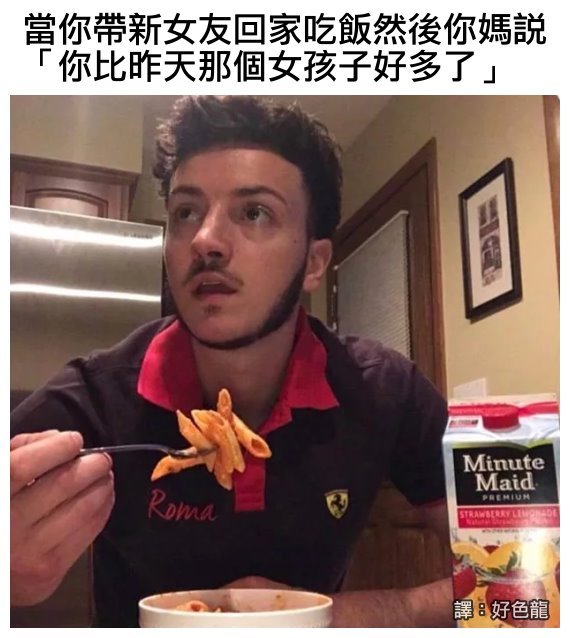 當你帶新女友回家吃飯然後你媽説
「你比昨天那個女孩子好多了」
Roma
Minute
Maid
PREMIUM
STRAWBERRY LEMONADE
譯：好色龍